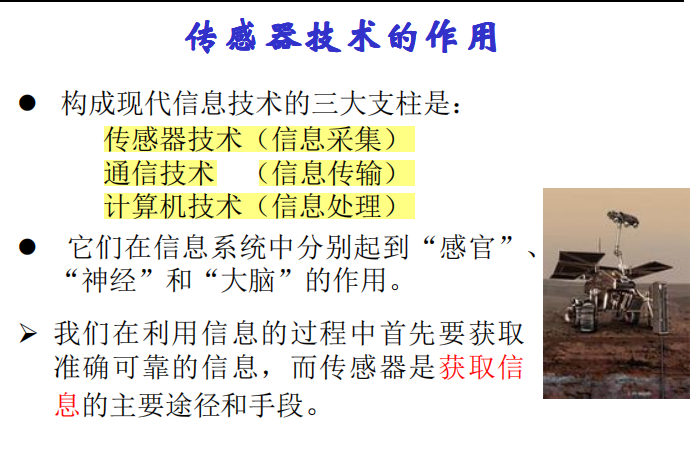 传感器技术的作用
● 构成现代信息技术的三大支柱是：
传感器技术（信息采集）
通信技术 （信息传输）
计算机技术（信息处理）
● 它们在信息系统中分别起到“感官”、
“神经”和“大脑”的作用。
➢ 我们在利用信息的过程中首先要获取
准确可靠的信息，而传感器是获取信
息的主要途径和手段。